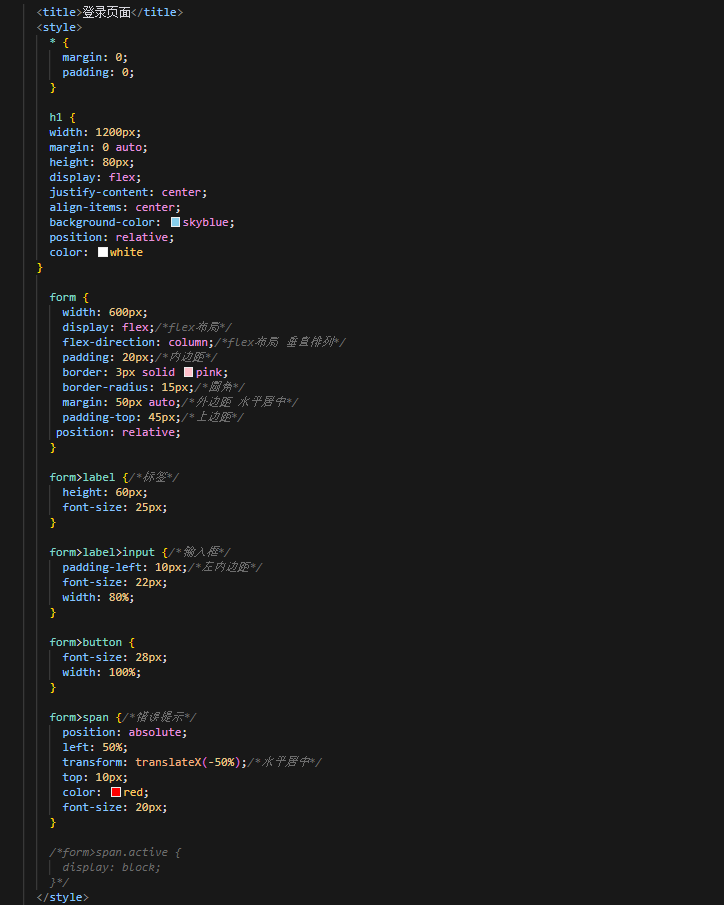 <title>登录页面</title>
<style>
* {
margin: 0;
padding: 0;
}
h1 {
width: 1200px;
margin: 0 auto;
height: 80px;
display: flex;
justify-content: center;
align-items: center;
background-color: skyblue;
position: relative;
color: white
}
form {
width: 600px;
display: flex;/*flex布局*/
flex-direction: column;/*flex布局 垂直排列*/
padding: 20px;/*内边距*/
border: 3px solid pink;
border-radius: 15px;/*圆角*/
margin: 50px auto;/*外边距 水平居中*/
padding-top: 45px;/*上边距*/
position: relative;
}
form>label {/*标签*/
height: 60px;
font-size: 25px;
}
form>label>input {/*输入框*/
padding-left: 10px;/*左内边距*/
font-size: 22px;
width: 80%;
}
form>button {
font-size: 28px;
width: 100%;
}
form>span {/*错误提示*/
position: absolute;
left: 50%;
transform: translateX(-50%);/*水平居中*/
top: 10px;
color: red;
font-size: 20px;
}
/*form>span.active {
display: block;
}*/
</style>